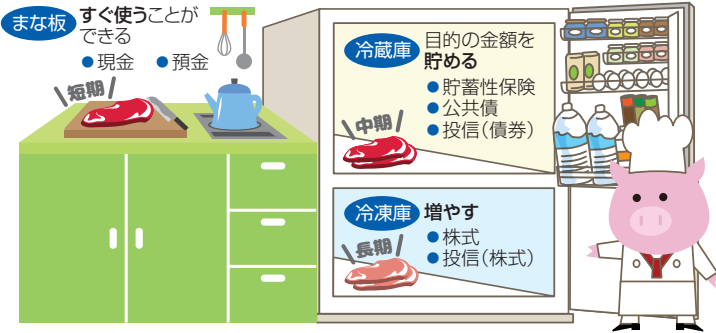 まな板
すぐ使うことが
できる
●現金 ●預金
短期
冷蔵庫
目的の金額を
貯める
●貯蓄性保険
●公共債
●投信（債券）
中期
冷凍庫
増やす
●株式
●投信（株式）
長期